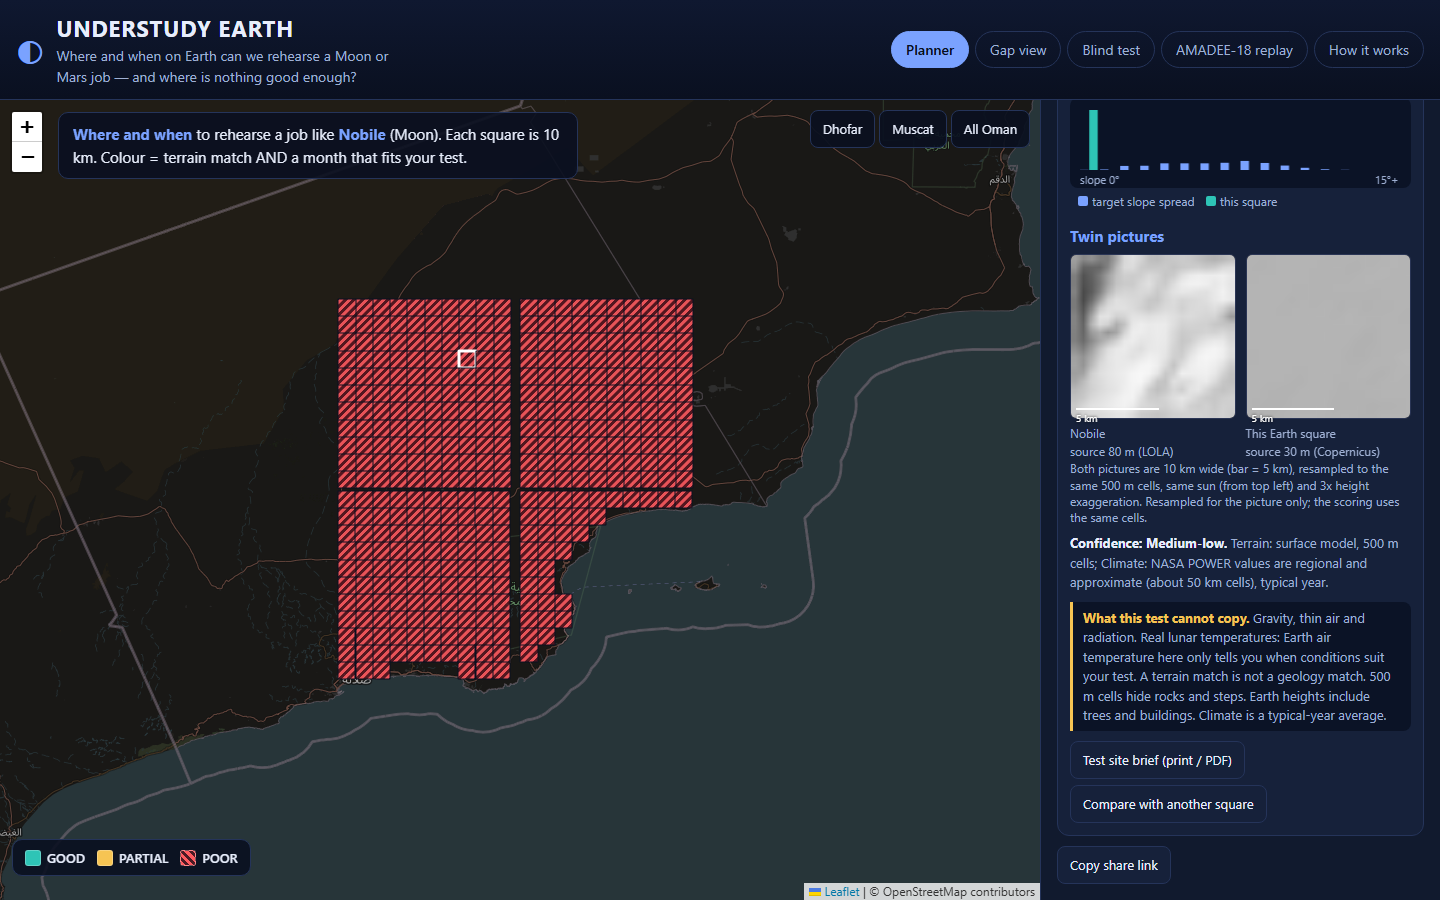 UNDERSTUDY EARTH
Where and when on Earth can we rehearse a Moon or
Mars job — and where is nothing good enough?
Planner
Gap view
Blind test
AMADEE-18 replay
How it works
+
−
Where and when to rehearse a job like Nobile (Moon). Each square is 10
km. Colour = terrain match AND a month that fits your test.
Dhofar
Muscat
All Oman
الدقم
صلالة
GOOD
PARTIAL
POOR
Leaflet | © OpenStreetMap contributors
slope 0°
15°+
target slope spread
this square
Twin pictures
5 km
5 km
Nobile
source 80 m (LOLA)
This Earth square
source 30 m (Copernicus)
Both pictures are 10 km wide (bar = 5 km), resampled to the
same 500 m cells, same sun (from top left) and 3x height
exaggeration. Resampled for the picture only; the scoring uses
the same cells.
Confidence: Medium-low. Terrain: surface model, 500 m
cells; Climate: NASA POWER values are regional and
approximate (about 50 km cells), typical year.
What this test cannot copy. Gravity, thin air and
radiation. Real lunar temperatures: Earth air
temperature here only tells you when conditions suit
your test. A terrain match is not a geology match. 500
m cells hide rocks and steps. Earth heights include
trees and buildings. Climate is a typical-year average.
Test site brief (print / PDF)
Compare with another square
Copy share link